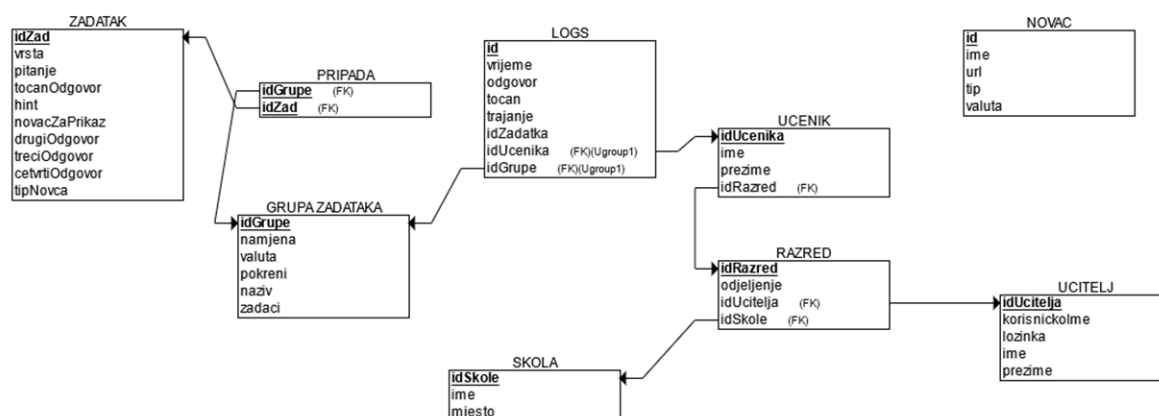 ZADATAK
idZad
vrsta
pitanje
tocanOdgovor
hint
novacZaPrikaz
drugiOdgovor
treciOdgovor
cetvrtiOdgovor
tipNovca
PRIPADA
idGrupe (FK)
idZad (FK)
GRUPA ZADATAKA
idGrupe
namjena
valuta
pokreni
naziv
zadaci
LOGS
id
vrijeme
odgovor
tocan
trajanje
idZadatka
idUcenika (FK)(Ugroup1)
idGrupe (FK)(Ugroup1)
NOVAC
id
ime
url
tip
valuta
UCENIK
idUcenika
ime
prezime
idRazred (FK)
RAZRED
idRazred
odjeljenje
idUcitelja (FK)
idSkole (FK)
UCITELJ
idUcitelja
korisnickoIme
lozinka
ime
prezime
SKOLA
idSkole
ime
mjesto